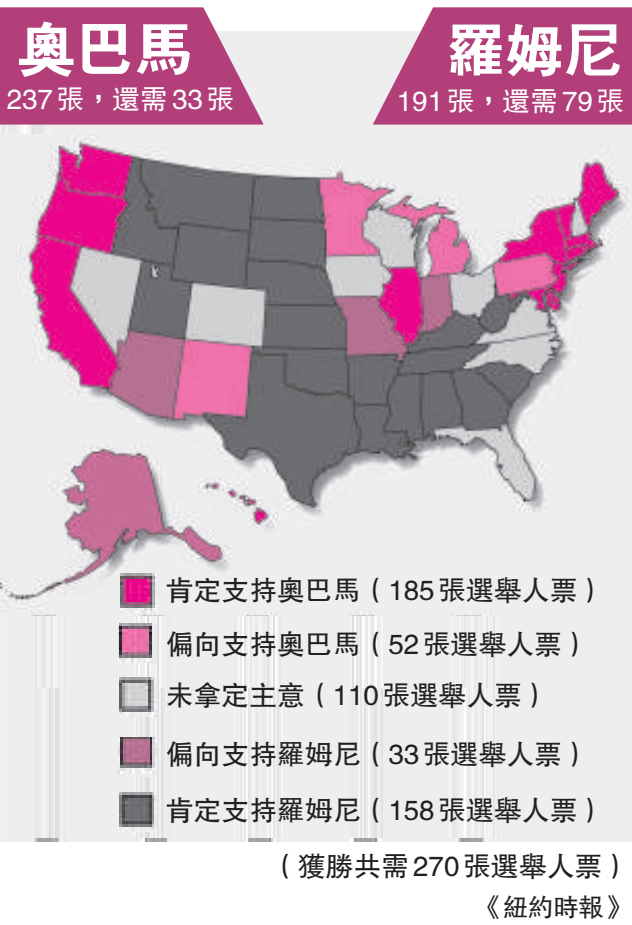 奧巴馬
237張，還需33張
羅姆尼
191張，還需79張
肯定支持奧巴馬（185張選舉人票）
偏向支持奧巴馬（52張選舉人票）
未拿定主意（110張選舉人票）
偏向支持羅姆尼（33張選舉人票）
肯定支持羅姆尼（158張選舉人票）
（獲勝共需270張選舉人票）
《紐約時報》